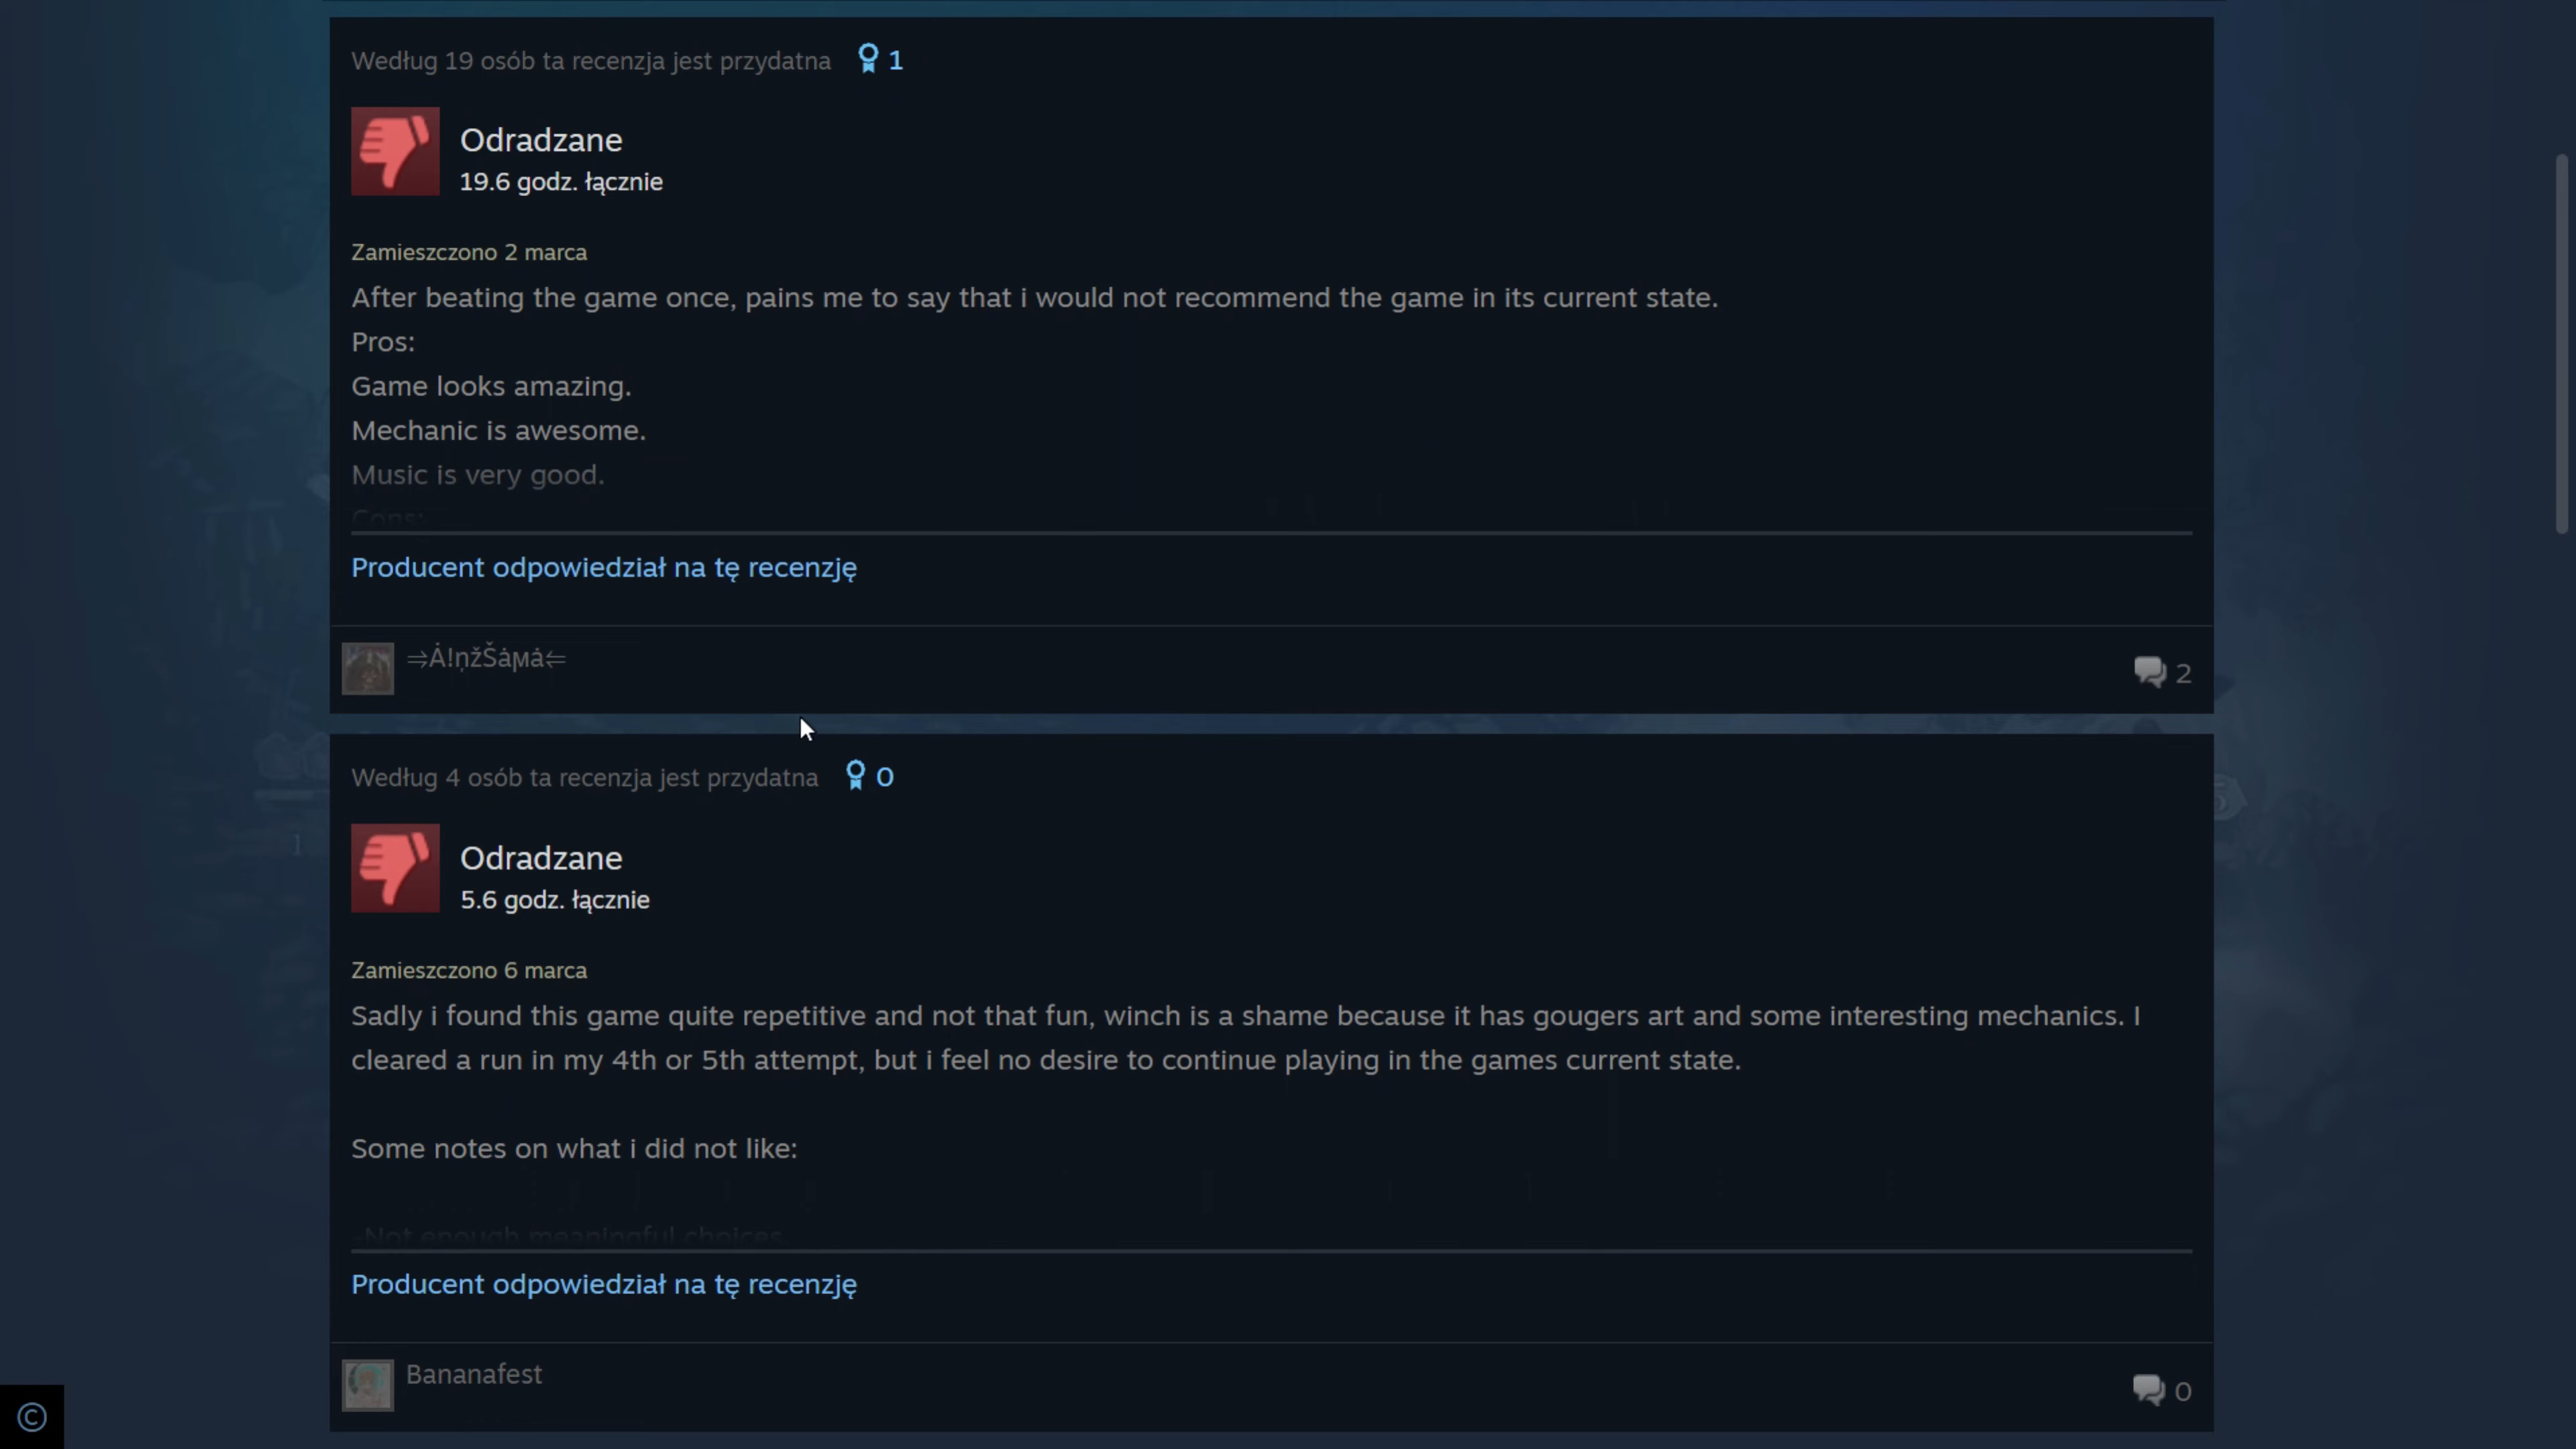 Według 19 osób ta recenzja jest przydatna 1
Odradzane
19.6 godz. łącznie
Zamieszczono 2 marca
After beating the game once, pains me to say that i would not recommend the game in its current state.
Pros:
Game looks amazing.
Mechanic is awesome.
Music is very good.
Cons:
Producent odpowiedział na tę recenzję
⇒Ȧ!ņžŠȧϻȧ⇐
2
Według 4 osób ta recenzja jest przydatna 0
Odradzane
5.6 godz. łącznie
Zamieszczono 6 marca
Sadly i found this game quite repetitive and not that fun, winch is a shame because it has gougers art and some interesting mechanics. I
cleared a run in my 4th or 5th attempt, but i feel no desire to continue playing in the games current state.
Some notes on what i did not like:
-Not enough meaningful choices.
Producent odpowiedział na tę recenzję
Bananafest
0
©